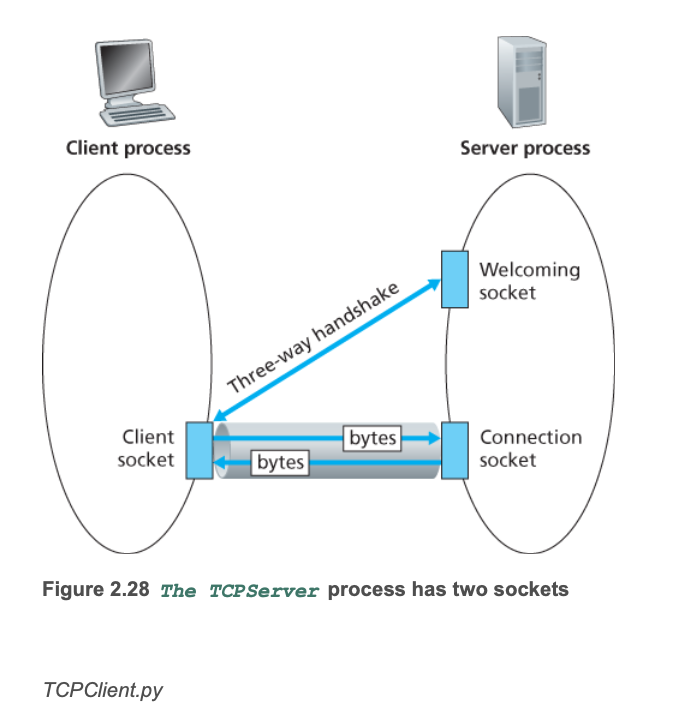 Client process
Server process
Welcoming
socket
Three-way handshake
Client
socket
bytes
bytes
Connection
socket
Figure 2.28 The TCPServer process has two sockets
TCPClient.py